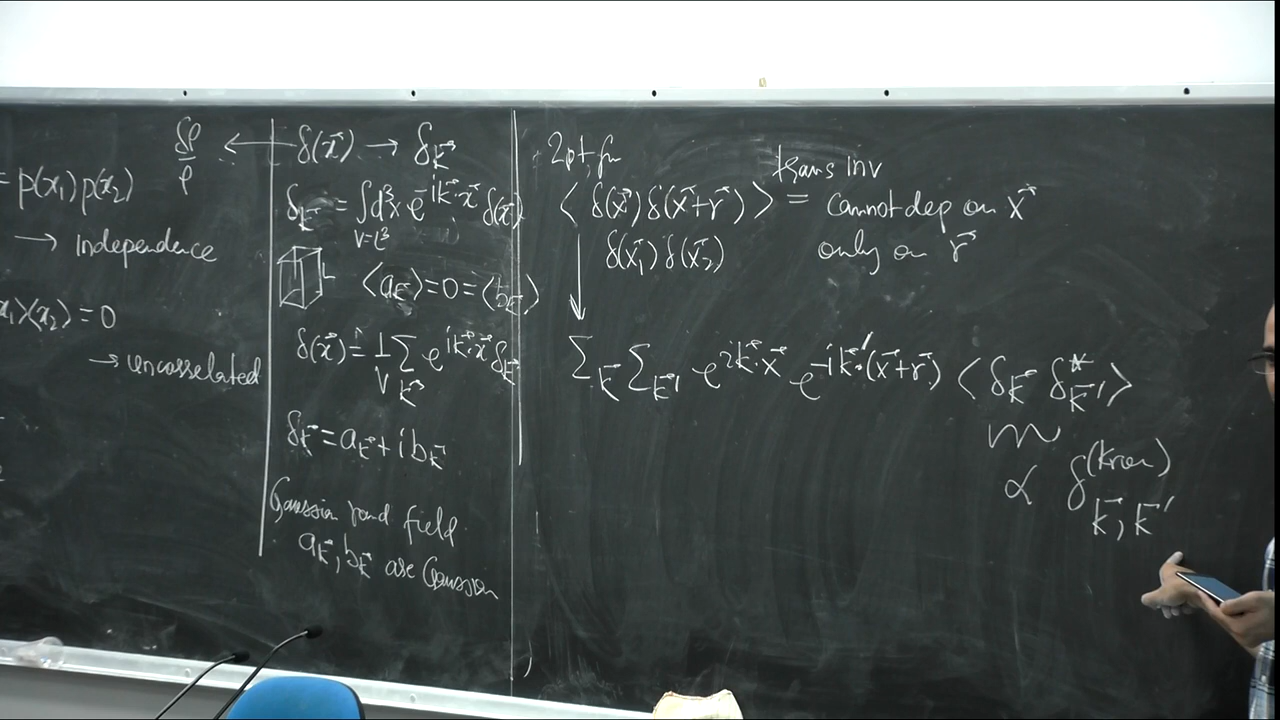 = p(x₁) p(x₂)
→ Independence
x₁⟩⟨x₂⟩ = 0
→ uncorrelated
δρ/ρ ← δ(x⃗) → δ_k⃗
δ_k⃗ = ∫ d³x e^{-ik⃗·x⃗} δ(x⃗)
V=L³
L
⟨a_k⃗⟩ = 0 = ⟨b_k⃗⟩
δ(x⃗) = 1/V Σ_k⃗ e^{ik⃗·x⃗} δ_k⃗
δ_k⃗ = a_k⃗ + i b_k⃗
Gaussian rand field
a_k⃗, b_k⃗ are Gaussian
2pt. fn
trans inv
⟨ δ(x⃗) δ(x⃗+r⃗) ⟩ = cannot dep on x⃗
δ(x⃗₁) δ(x⃗₂) only on r⃗
Σ_k⃗ Σ_k⃗' e^{ik⃗·x⃗} e^{-ik⃗'·(x⃗+r⃗)} ⟨δ_k⃗ δ*_k⃗'⟩
∝ δ^{(kron)}_{k⃗,k⃗'}